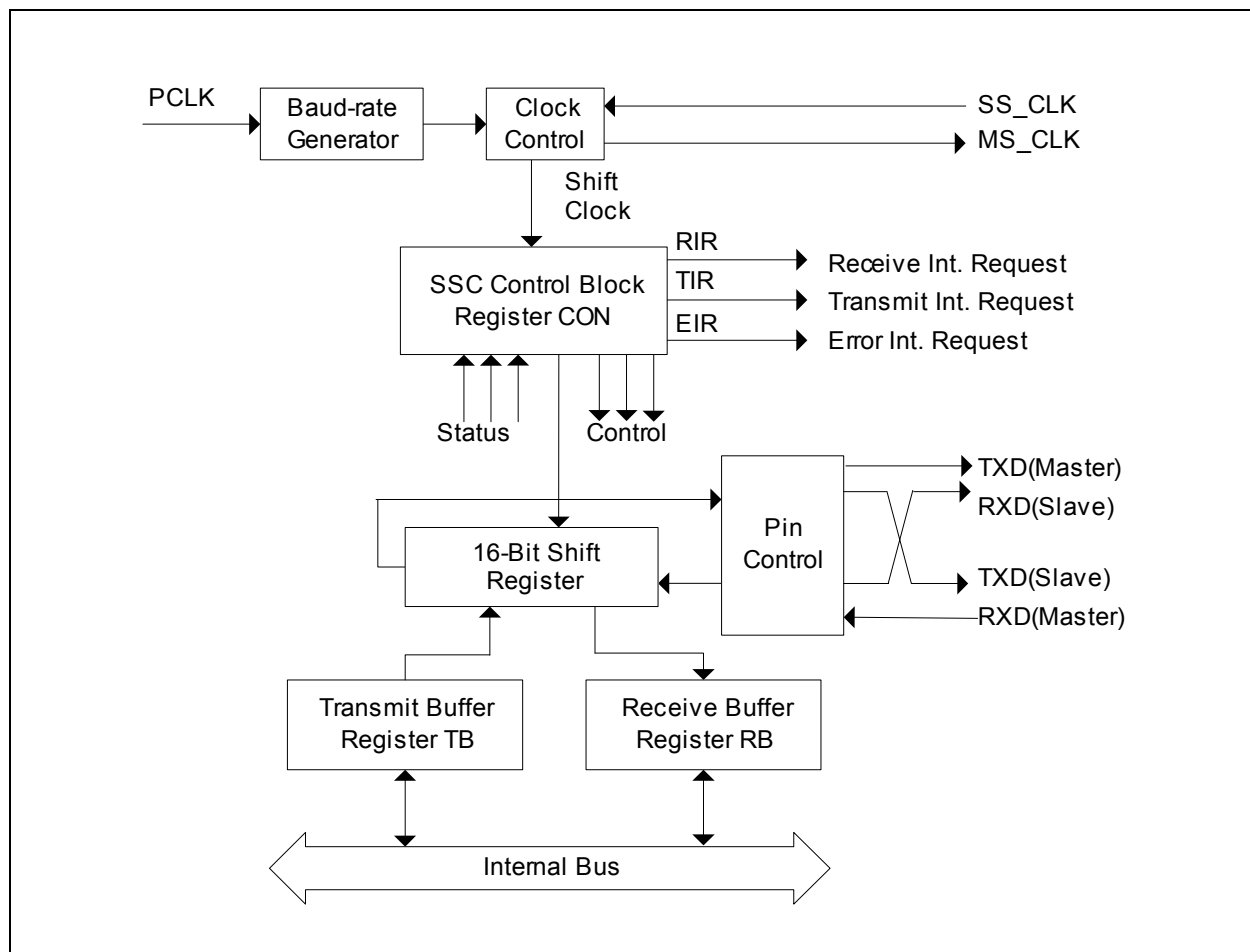 PCLK
Baud-rate
Generator
Clock
Control
SS_CLK
MS_CLK
Shift
Clock
SSC Control Block
Register CON
RIR
TIR
EIR
Receive Int. Request
Transmit Int. Request
Error Int. Request
Status
Control
16-Bit Shift
Register
Pin
Control
TXD(Master)
RXD(Slave)
TXD(Slave)
RXD(Master)
Transmit Buffer
Register TB
Receive Buffer
Register RB
Internal Bus